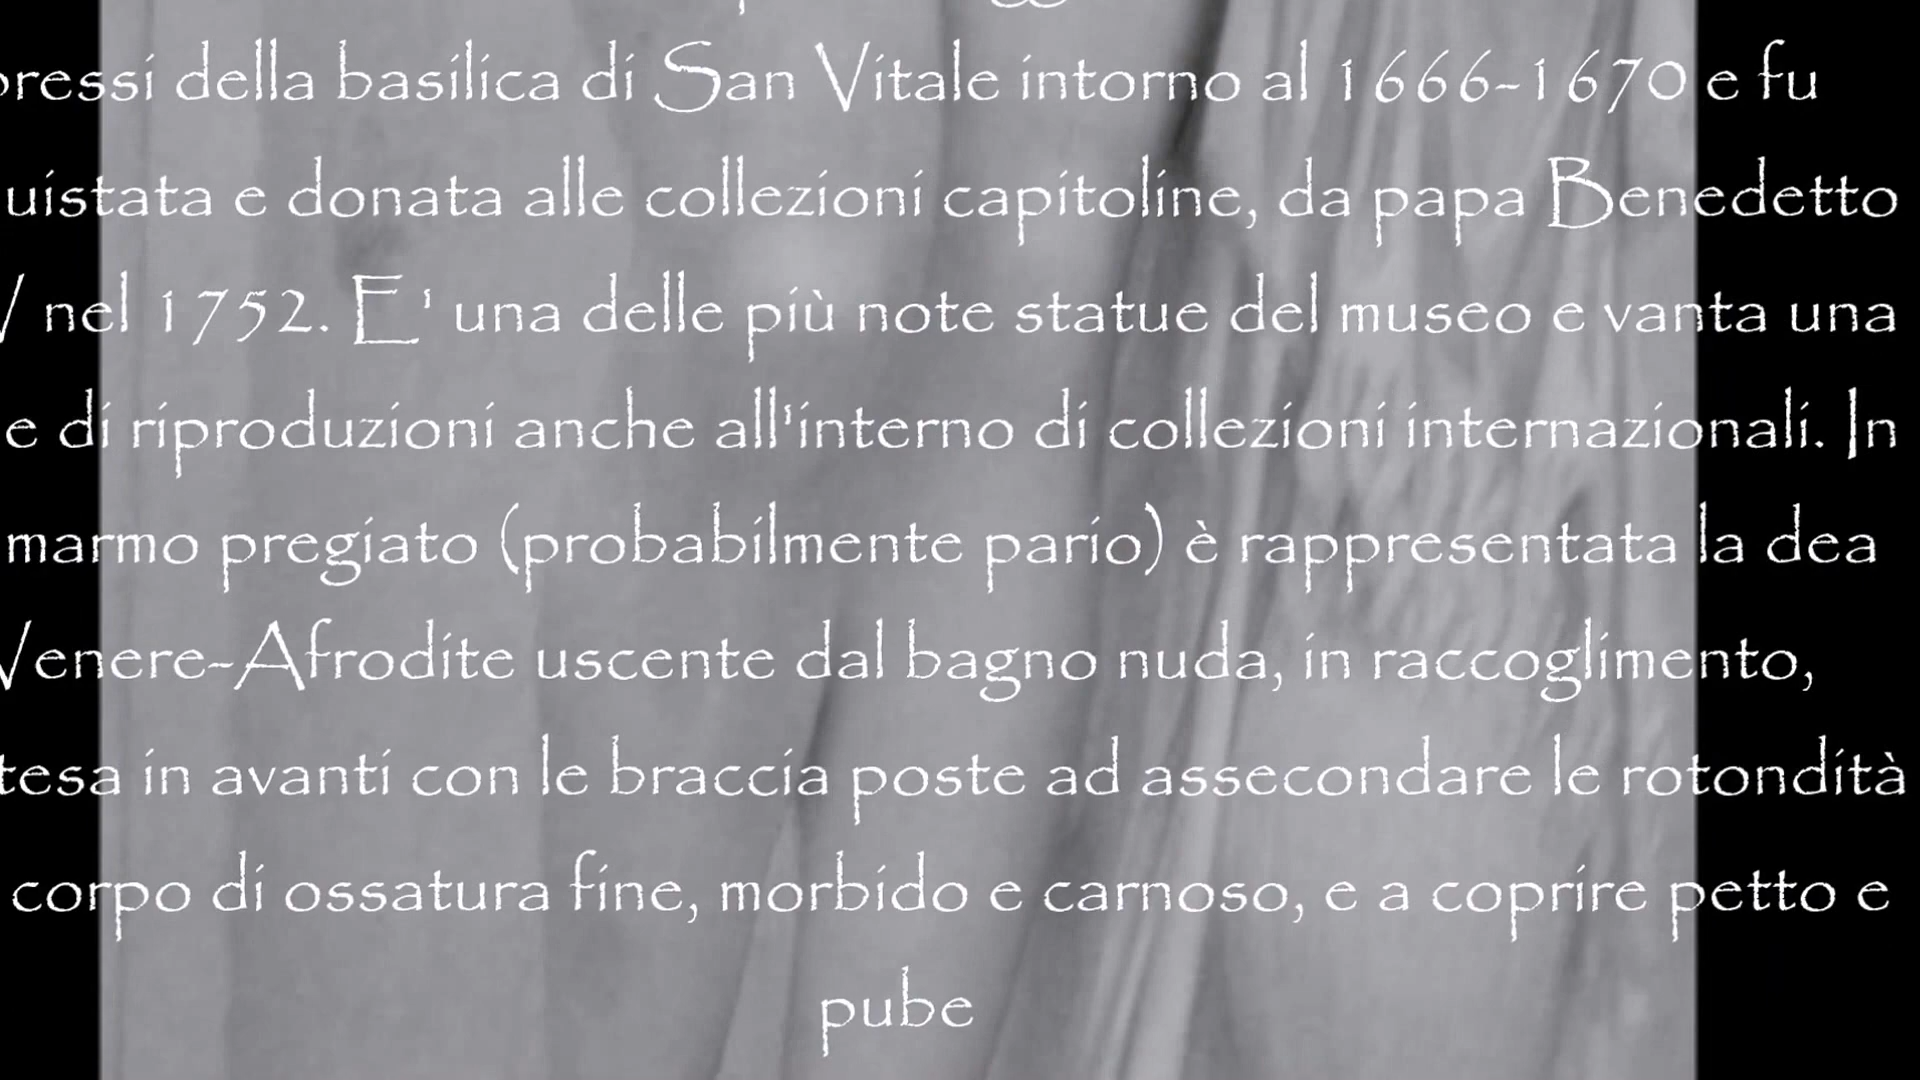 della basilica di San Vitale intorno al 1666-1670 e fu
e donata alle collezioni capitoline, da papa Benedetto
nel 1752. E' una delle più note statue del museo e vanta una
e di riproduzioni anche all'interno di collezioni internazionali. In
marmo pregiato (probabilmente pario) è rappresentata la dea
Venere-Afrodite uscente dal bagno nuda, in raccoglimento,
in avanti con le braccia poste ad assecondare le rotondità
corpo di ossatura fine, morbido e carnoso, e a coprire petto e
pube